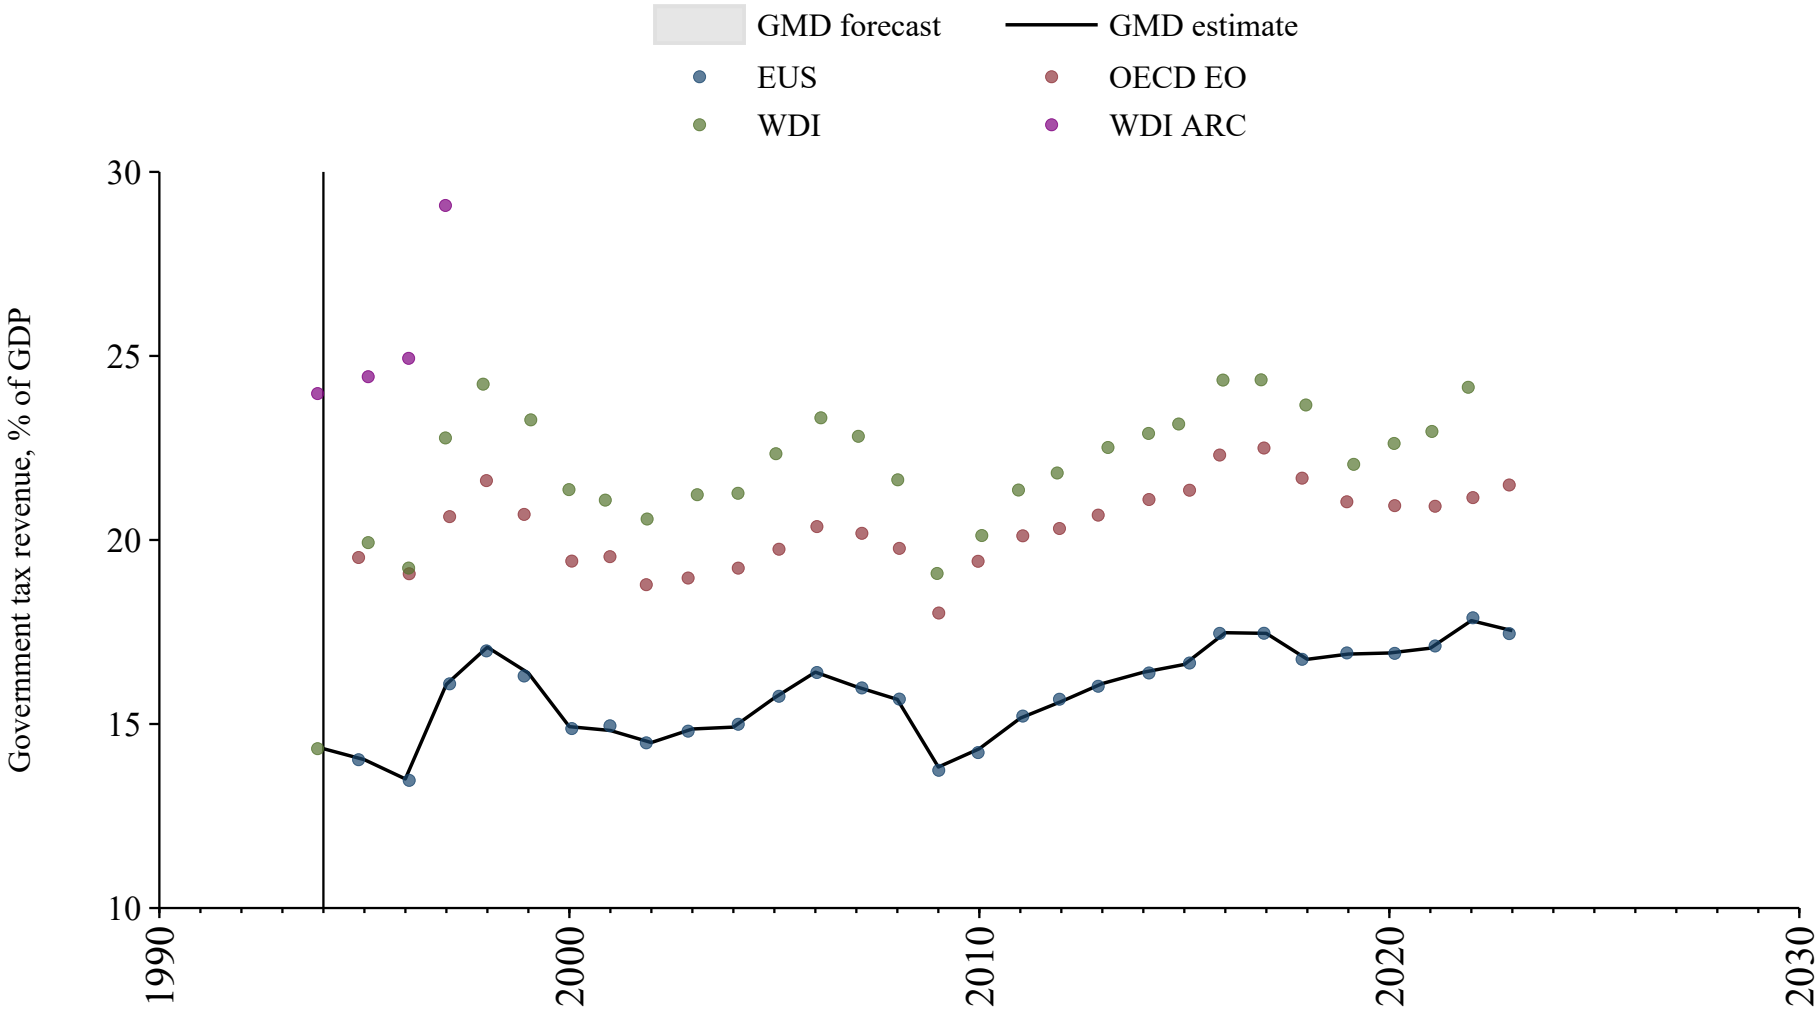 GMD forecast
GMD estimate
EUS
OECD EO
WDI
WDI ARC
Government tax revenue, % of GDP
30
25
20
15
10
1990
2000
2010
2020
2030